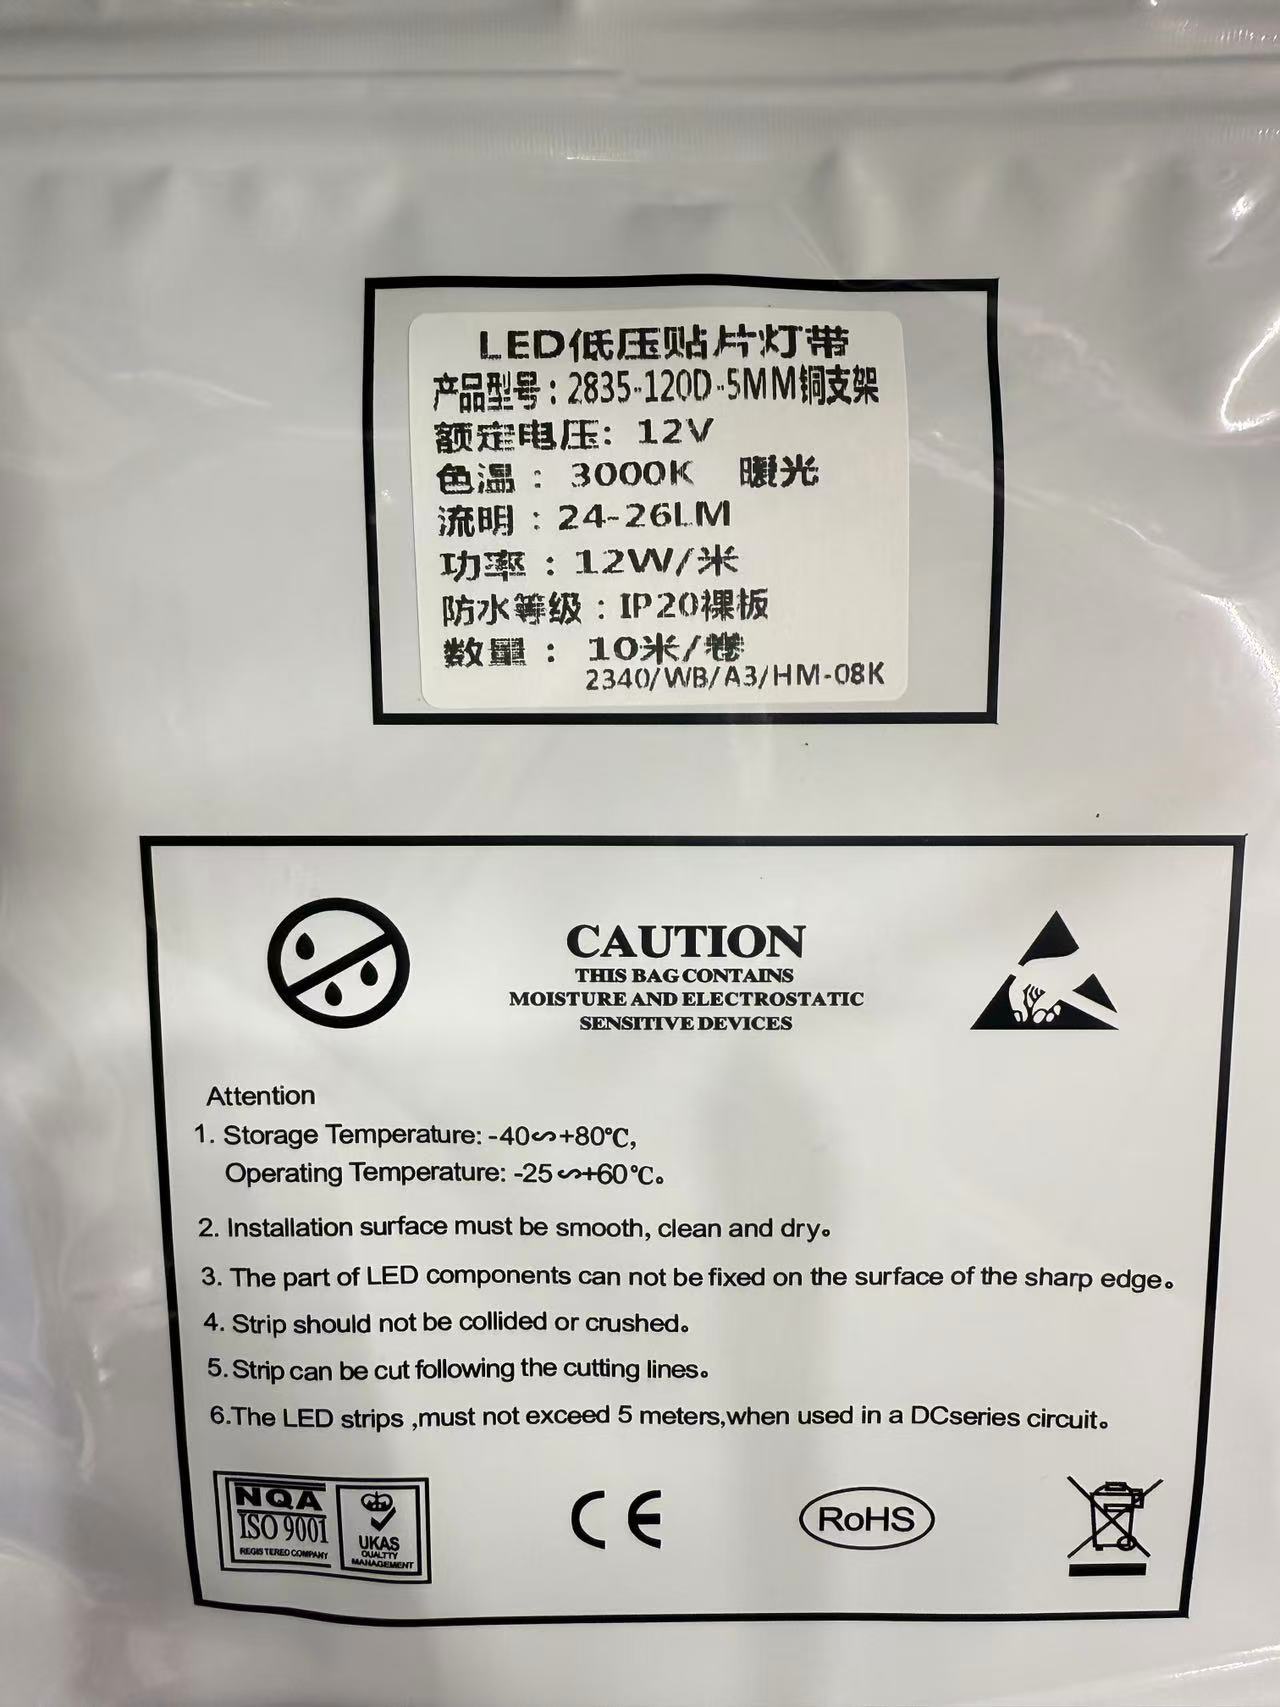 LED低压贴片灯带
产品型号：2835-120D-5MM铜支架
额定电压：12V
色温：3000K 暖光
流明：24-26LM
功率：12W/米
防水等级：IP20裸板
数量：10米/卷
2340/WB/A3/HM-08K
CAUTION
THIS BAG CONTAINS
MOISTURE AND ELECTROSTATIC
SENSITIVE DEVICES
Attention
1. Storage Temperature: -40∽+80℃,
Operating Temperature: -25∽+60℃。
2. Installation surface must be smooth, clean and dry。
3. The part of LED components can not be fixed on the surface of the sharp edge。
4. Strip should not be collided or crushed。
5. Strip can be cut following the cutting lines。
6.The LED strips ,must not exceed 5 meters,when used in a DCseries circuit。
NQA
ISO 9001
REGISTEREO COMPANY
UKAS
QUALTTY
MANAGEMENT
CE
RoHS